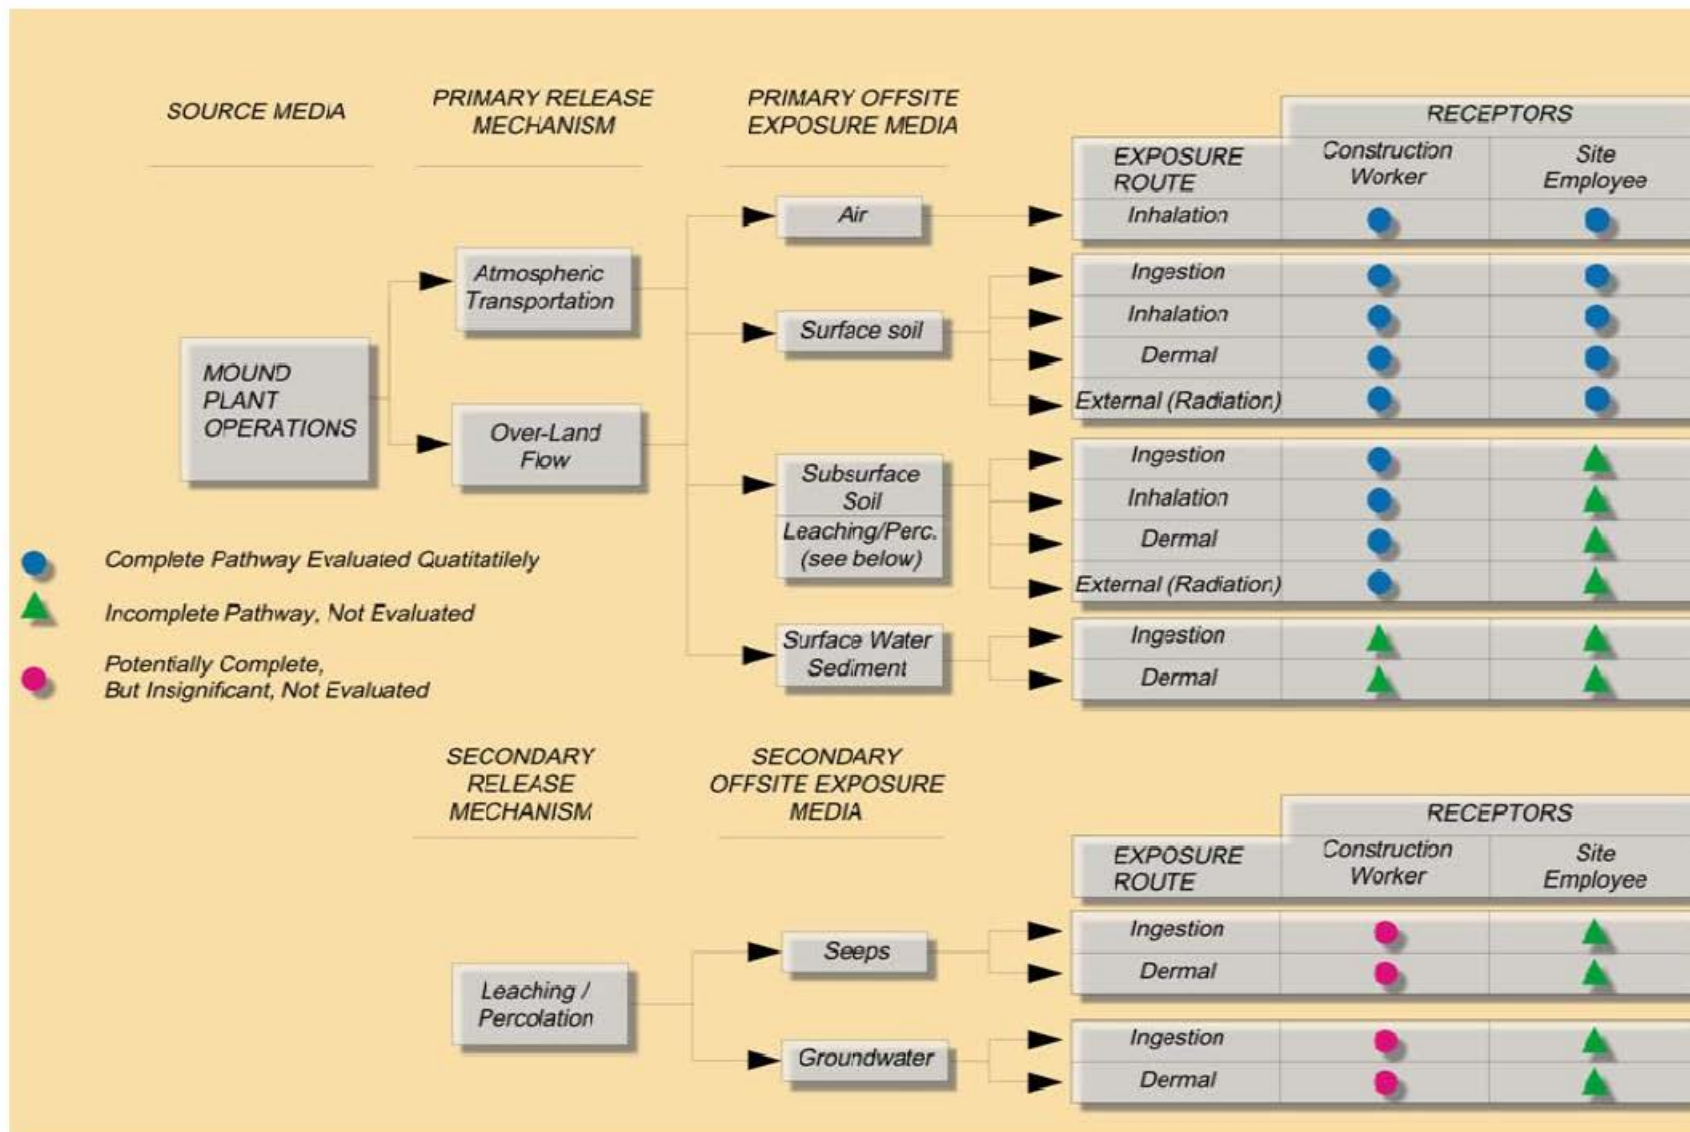 SOURCE MEDIA
PRIMARY RELEASE
MECHANISM
PRIMARY OFFSITE
EXPOSURE MEDIA
RECEPTORS
EXPOSURE
ROUTE
Construction
Worker
Site
Employee
Air
Inhalation
Atmospheric
Transportation
Surface soil
Ingestion
Inhalation
Dermal
External (Radiation)
MOUND
PLANT
OPERATIONS
Over-Land
Flow
Subsurface
Soil
Leaching/Perc.
(see below)
Ingestion
Inhalation
Dermal
External (Radiation)
Complete Pathway Evaluated Quatitatilely
Incomplete Pathway, Not Evaluated
Potentially Complete,
But Insignificant, Not Evaluated
Surface Water
Sediment
Ingestion
Dermal
SECONDARY
RELEASE
MECHANISM
SECONDARY
OFFSITE EXPOSURE
MEDIA
RECEPTORS
EXPOSURE
ROUTE
Construction
Worker
Site
Employee
Leaching /
Percolation
Seeps
Ingestion
Dermal
Groundwater
Ingestion
Dermal